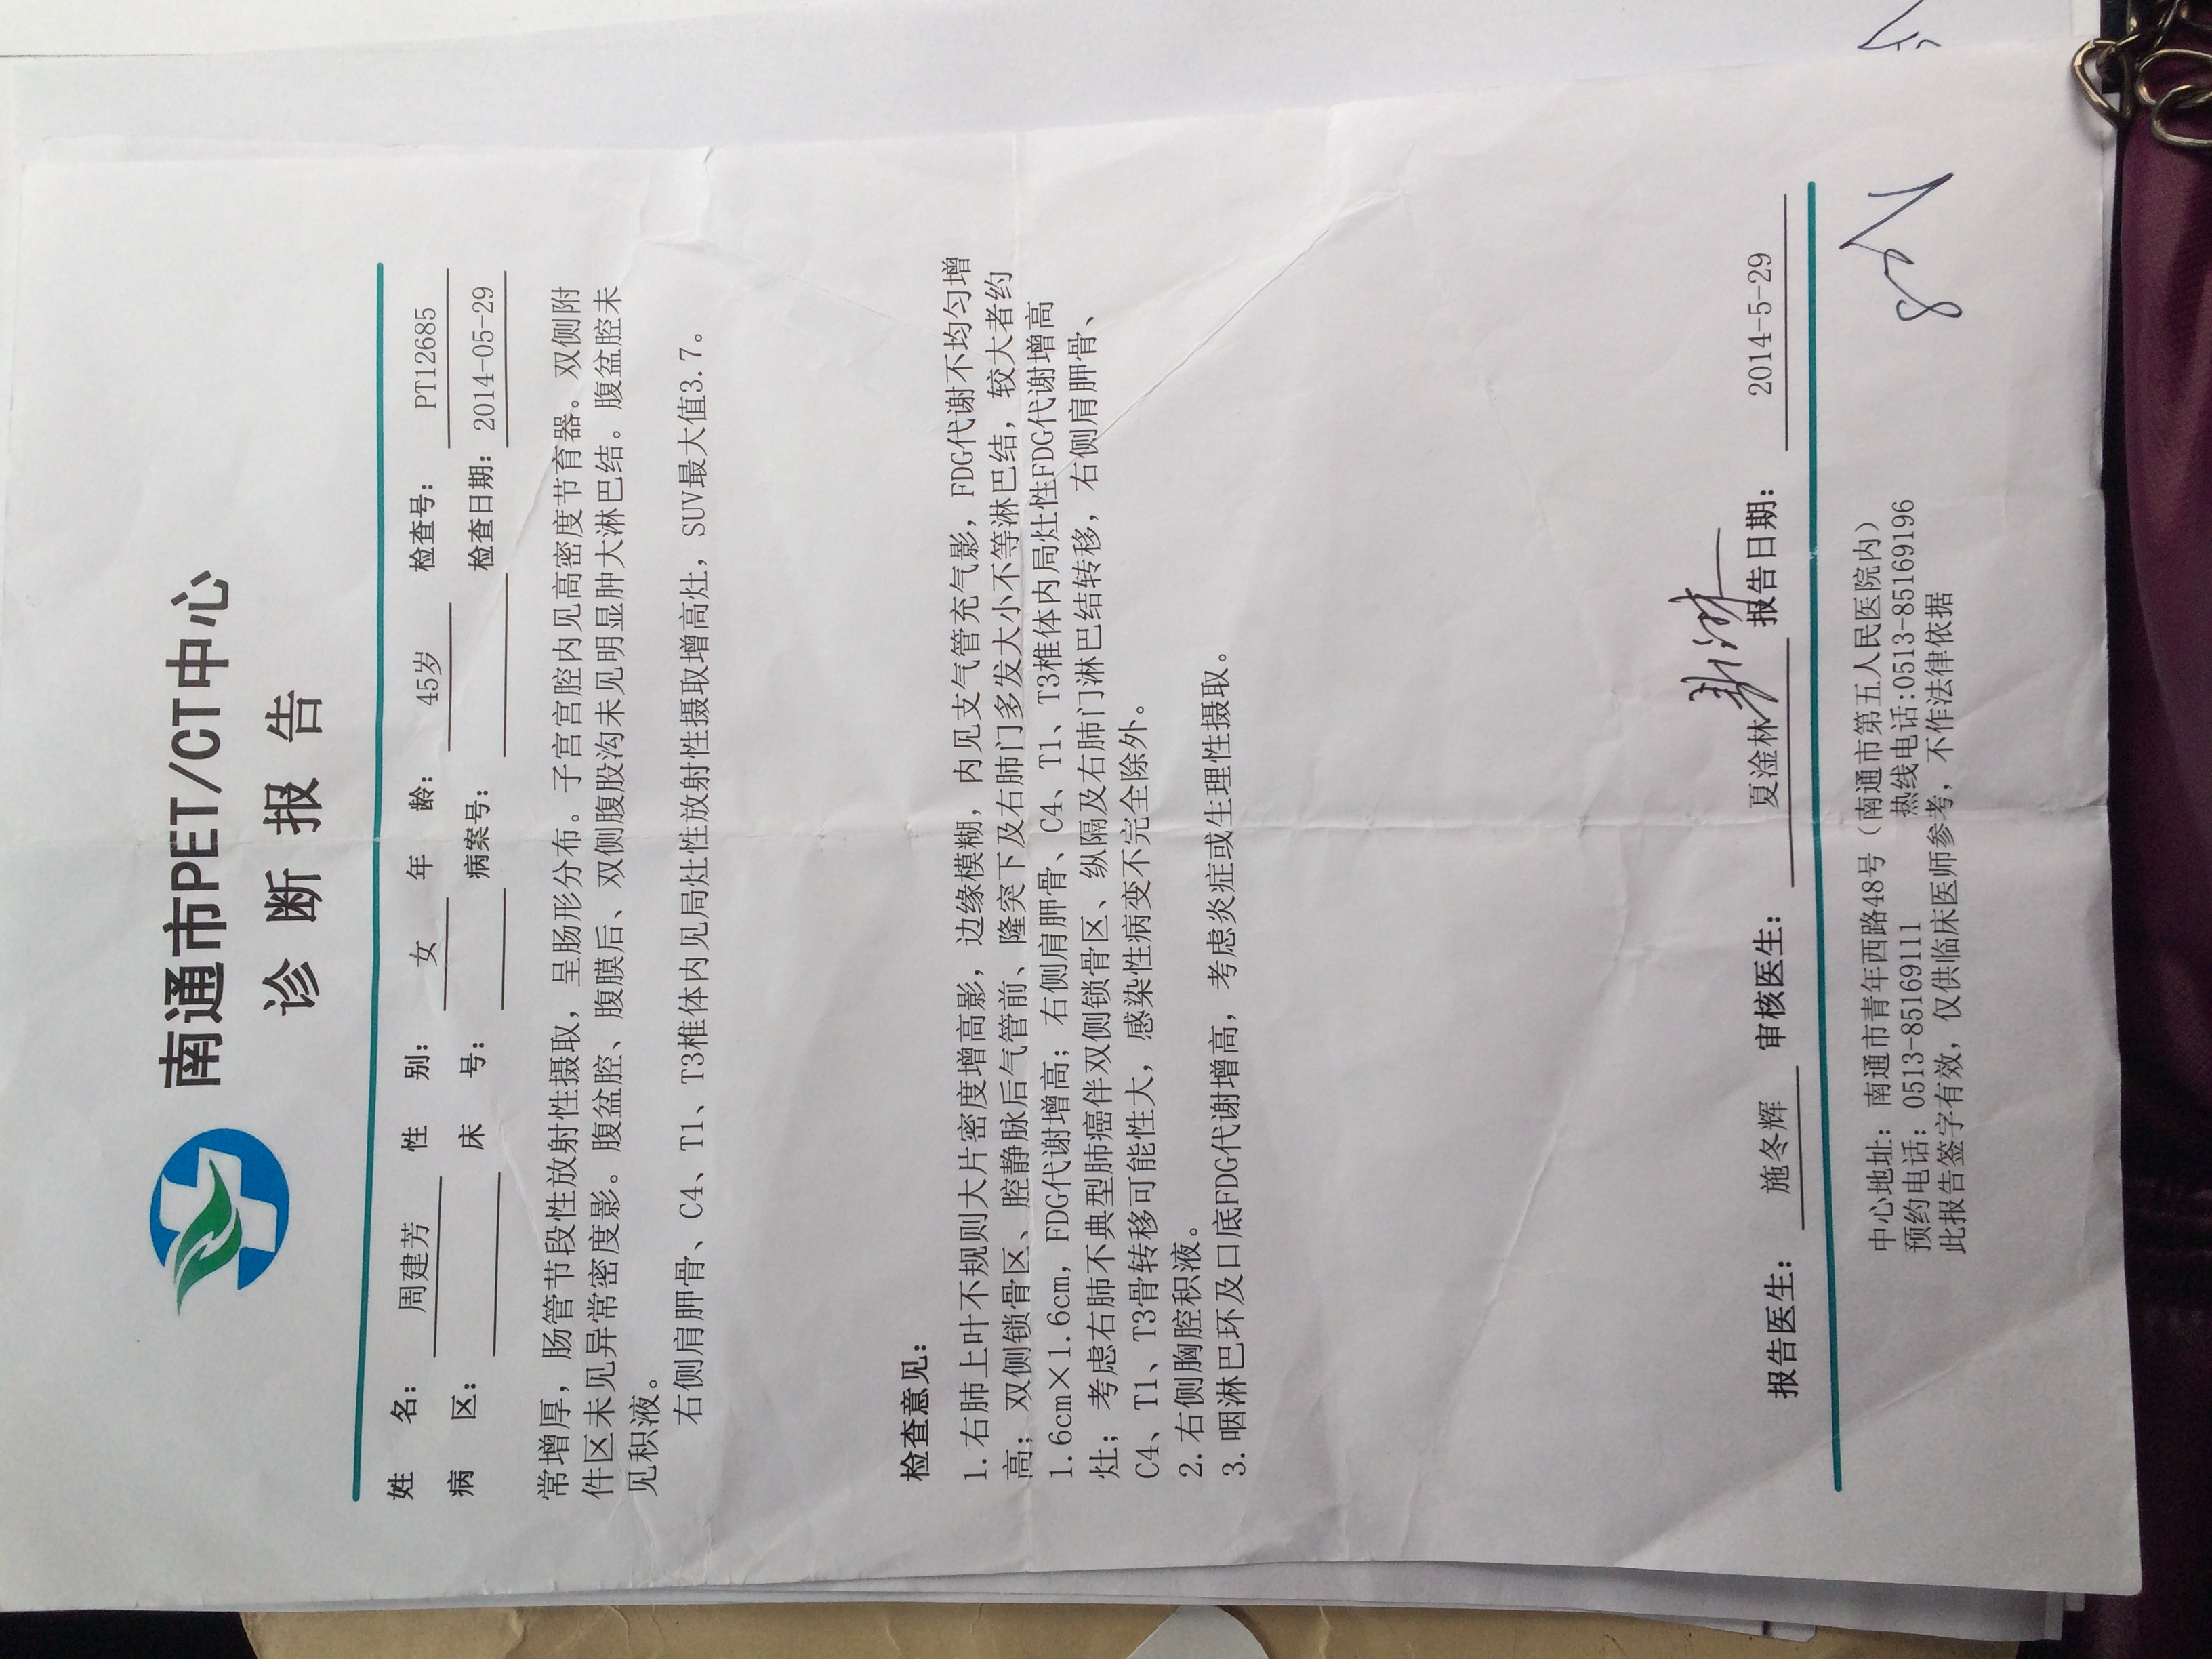 南通市PET/CT中心
诊断报告
姓 名： 周建芳 性 别： 女 年 龄： 45岁 检查号： PT12685
病 区： 床 号： 病案号： 检查日期： 2014-05-29
常增厚，肠管节段性放射性摄取，呈肠形分布。子宫宫腔内见高密度节育器。双侧附
件区未见异常密度影。腹盆腔、腹膜后、双侧腹股沟未见明显肿大淋巴结。腹盆腔未
见积液。
右侧肩胛骨、C4、T1、T3椎体内见局灶性放射性摄取增高灶，SUV最大值3.7。
检查意见：
1.右肺上叶不规则大片密度增高影，边缘模糊，内见支气管充气影，FDG代谢不均匀增
高；双侧锁骨区、腔静脉后气管前、隆突下及右肺门多发大小不等淋巴结，较大者约
1.6cm×1.6cm，FDG代谢增高；右侧肩胛骨、C4、T1、T3椎体内局灶性FDG代谢增高
灶；考虑右肺不典型肺癌伴双侧锁骨区、纵隔及右肺门淋巴结转移，右侧肩胛骨、
C4、T1、T3骨转移可能性大，感染性病变不完全除外。
2.右侧胸腔积液。
3.咽淋巴环及口底FDG代谢增高，考虑炎症或生理性摄取。
报告医生： 施冬辉 审核医生： 夏淦林 报告日期： 2014-5-29
中心地址：南通市青年西路48号（南通市第五人民医院内）
预约电话：0513-85169111 热线电话:0513-85169196
此报告签字有效，仅供临床医师参考，不作法律依据